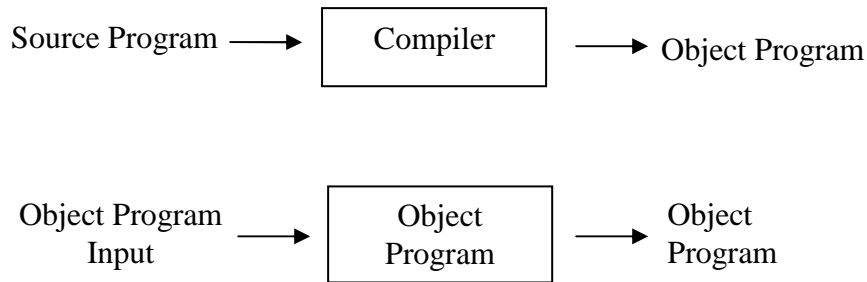 Source Program
Compiler
Object Program
Object Program
Input
Object
Program
Object
Program